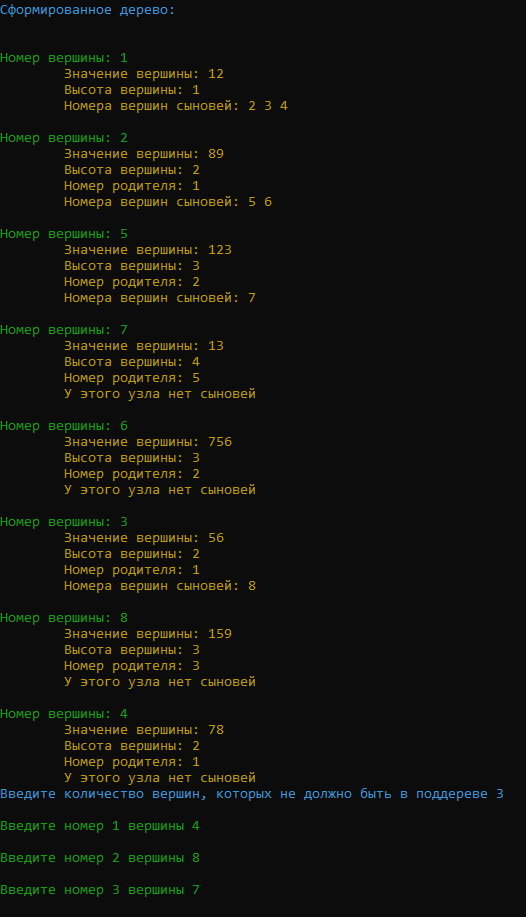 Сформированное дерево:
Номер вершины: 1
Значение вершины: 12
Высота вершины: 1
Номера вершин сыновей: 2 3 4
Номер вершины: 2
Значение вершины: 89
Высота вершины: 2
Номер родителя: 1
Номера вершин сыновей: 5 6
Номер вершины: 5
Значение вершины: 123
Высота вершины: 3
Номер родителя: 2
Номера вершин сыновей: 7
Номер вершины: 7
Значение вершины: 13
Высота вершины: 4
Номер родителя: 5
У этого узла нет сыновей
Номер вершины: 6
Значение вершины: 756
Высота вершины: 3
Номер родителя: 2
У этого узла нет сыновей
Номер вершины: 3
Значение вершины: 56
Высота вершины: 2
Номер родителя: 1
Номера вершин сыновей: 8
Номер вершины: 8
Значение вершины: 159
Высота вершины: 3
Номер родителя: 3
У этого узла нет сыновей
Номер вершины: 4
Значение вершины: 78
Высота вершины: 2
Номер родителя: 1
У этого узла нет сыновей
Введите количество вершин, которых не должно быть в поддереве 3
Введите номер 1 вершины 4
Введите номер 2 вершины 8
Введите номер 3 вершины 7